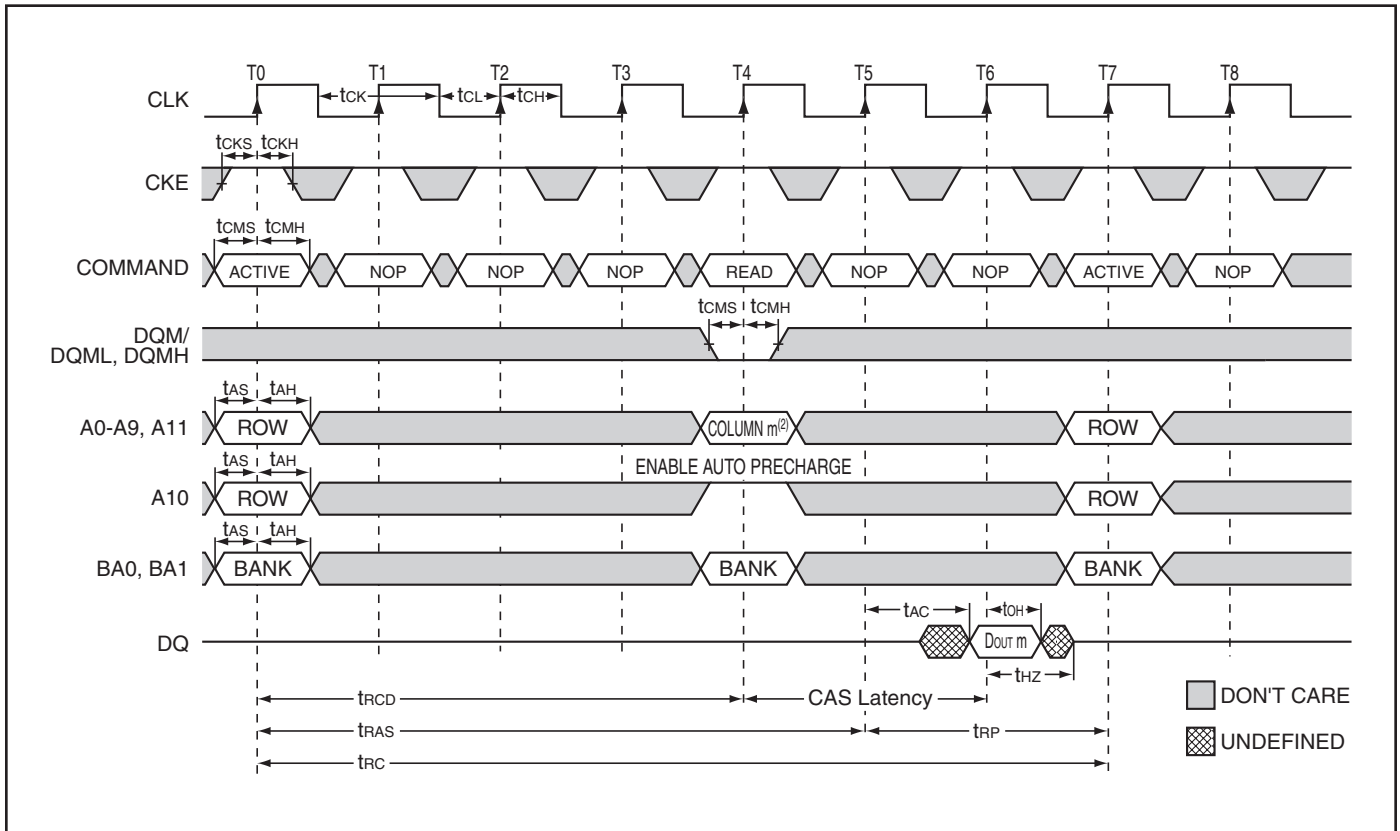 T0 T1 T2 T3 T4 T5 T6 T7 T8
CLK tCK tCL tCH
tCKS tCKH
CKE
tCMS tCMH
COMMAND ACTIVE NOP NOP NOP READ NOP NOP ACTIVE NOP
tCMS tCMH
DQM/
DQML, DQMH
tAS tAH
A0-A9, A11 ROW COLUMN m(2) ROW
tAS tAH ENABLE AUTO PRECHARGE
A10 ROW ROW
tAS tAH
BA0, BA1 BANK BANK BANK
tAC tOH
DQ DOUT m
tHZ
tRCD CAS Latency
DON'T CARE
tRAS tRP
UNDEFINED
tRC